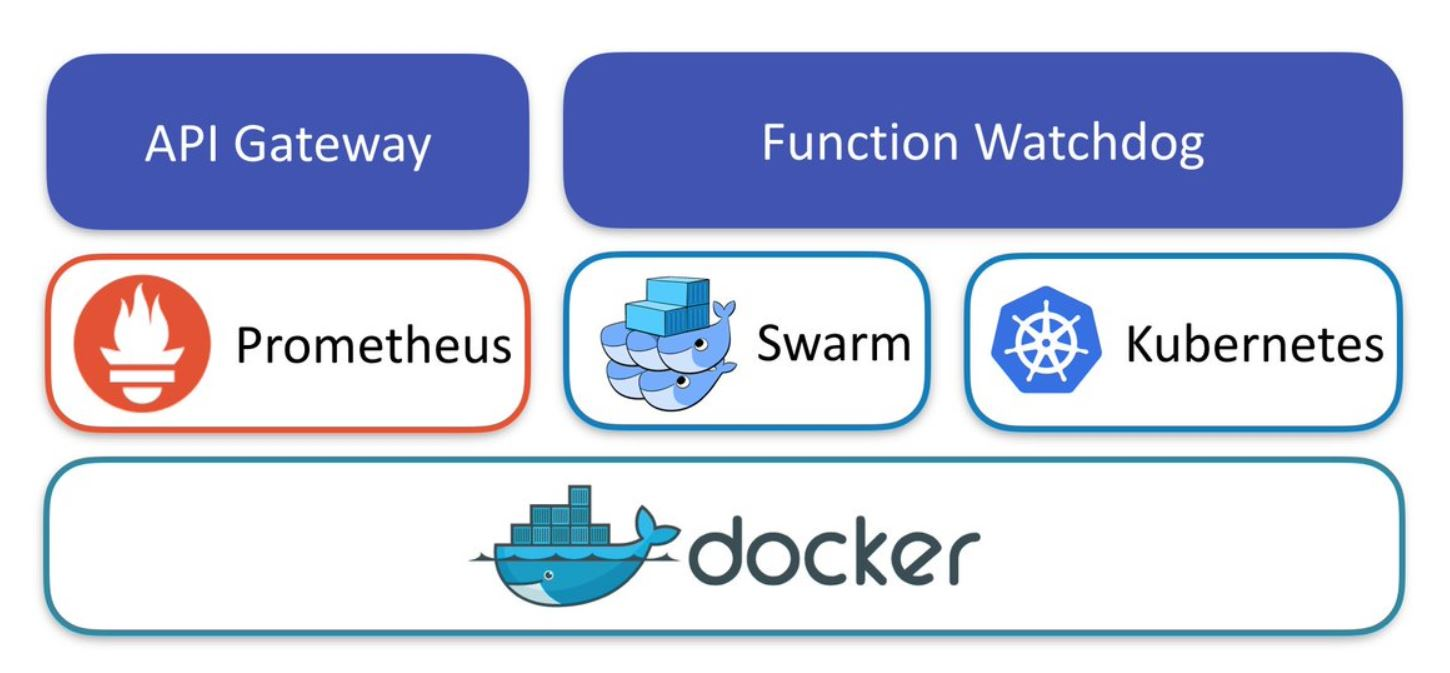 API Gateway
Function Watchdog
Prometheus
Swarm
Kubernetes
docker